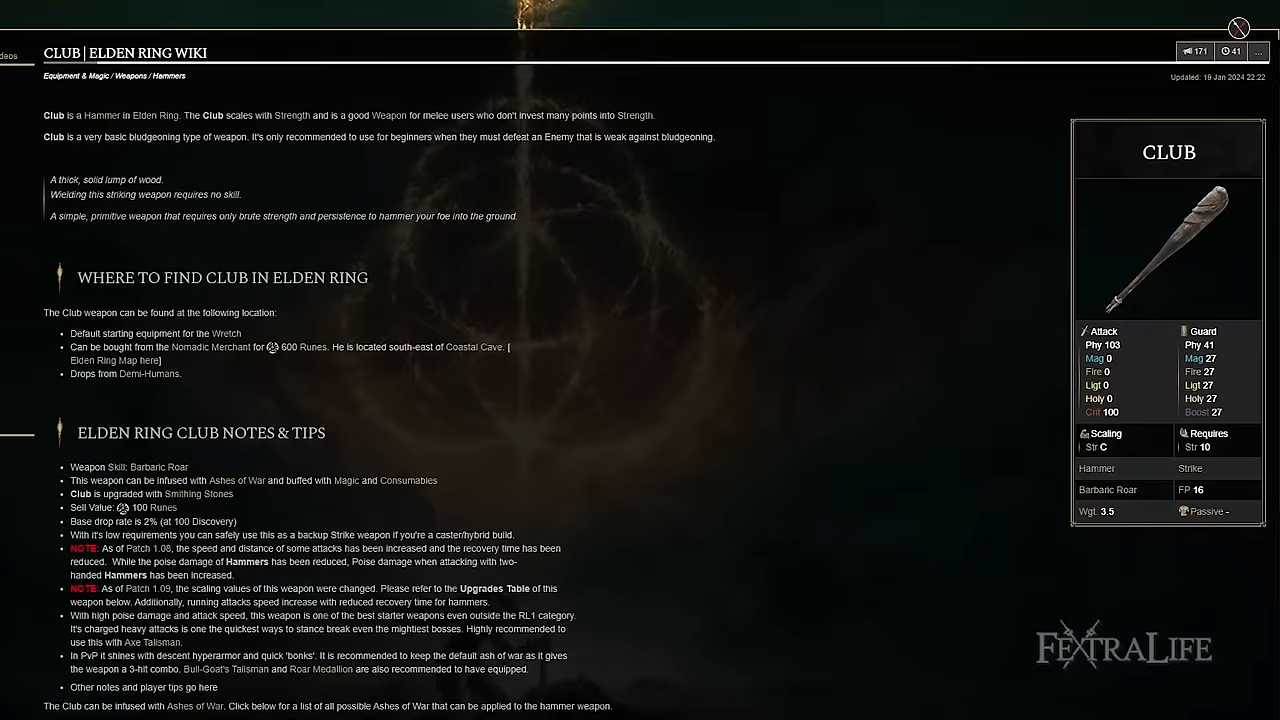 deos
CLUB | ELDEN RING WIKI
171
41
...
Equipment & Magic / Weapons / Hammers
Updated: 19 Jan 2024 22:22
Club is a Hammer in Elden Ring. The Club scales with Strength and is a good Weapon for melee users who don't invest many points into Strength.
Club is a very basic bludgeoning type of weapon. It's only recommended to use for beginners when they must defeat an Enemy that is weak against bludgeoning.
A thick, solid lump of wood.
Wielding this striking weapon requires no skill.
A simple, primitive weapon that requires only brute strength and persistence to hammer your foe into the ground.
WHERE TO FIND CLUB IN ELDEN RING
The Club weapon can be found at the following location:
• Default starting equipment for the Wretch
• Can be bought from the Nomadic Merchant for 600 Runes. He is located south-east of Coastal Cave. [
Elden Ring Map here]
• Drops from Demi-Humans.
ELDEN RING CLUB NOTES & TIPS
• Weapon Skill: Barbaric Roar
• This weapon can be infused with Ashes of War and buffed with Magic and Consumables
• Club is upgraded with Smithing Stones
• Sell Value: 100 Runes
• Base drop rate is 2% (at 100 Discovery)
• With it's low requirements you can safely use this as a backup Strike weapon if you're a caster/hybrid build.
• NOTE: As of Patch 1.08, the speed and distance of some attacks has been increased and the recovery time has been
reduced. While the poise damage of Hammers has been reduced, Poise damage when attacking with two-
handed Hammers has been increased.
• NOTE: As of Patch 1.09, the scaling values of this weapon were changed. Please refer to the Upgrades Table of this
weapon below. Additionally, running attacks speed increase with reduced recovery time for hammers.
• With high poise damage and attack speed, this weapon is one of the best starter weapons even outside the RL1 category.
It's charged heavy attacks is one the quickest ways to stance break even the mightiest bosses. Highly recommended to
use this with Axe Talisman.
• In PvP it shines with descent hyperarmor and quick 'bonks'. It is recommended to keep the default ash of war as it gives
the weapon a 3-hit combo. Bull-Goat's Talisman and Roar Medallion are also recommended to have equipped.
• Other notes and player tips go here
The Club can be infused with Ashes of War. Click below for a list of all possible Ashes of War that can be applied to the hammer weapon.
CLUB
Attack Guard
Phy 103 Phy 41
Mag 0 Mag 27
Fire 0 Fire 27
Ligt 0 Ligt 27
Holy 0 Holy 27
Crit 100 Boost 27
Scaling Requires
Str C Str 10
Hammer Strike
Barbaric Roar FP 16
Wgt. 3.5 Passive -
FEXTRALIFE